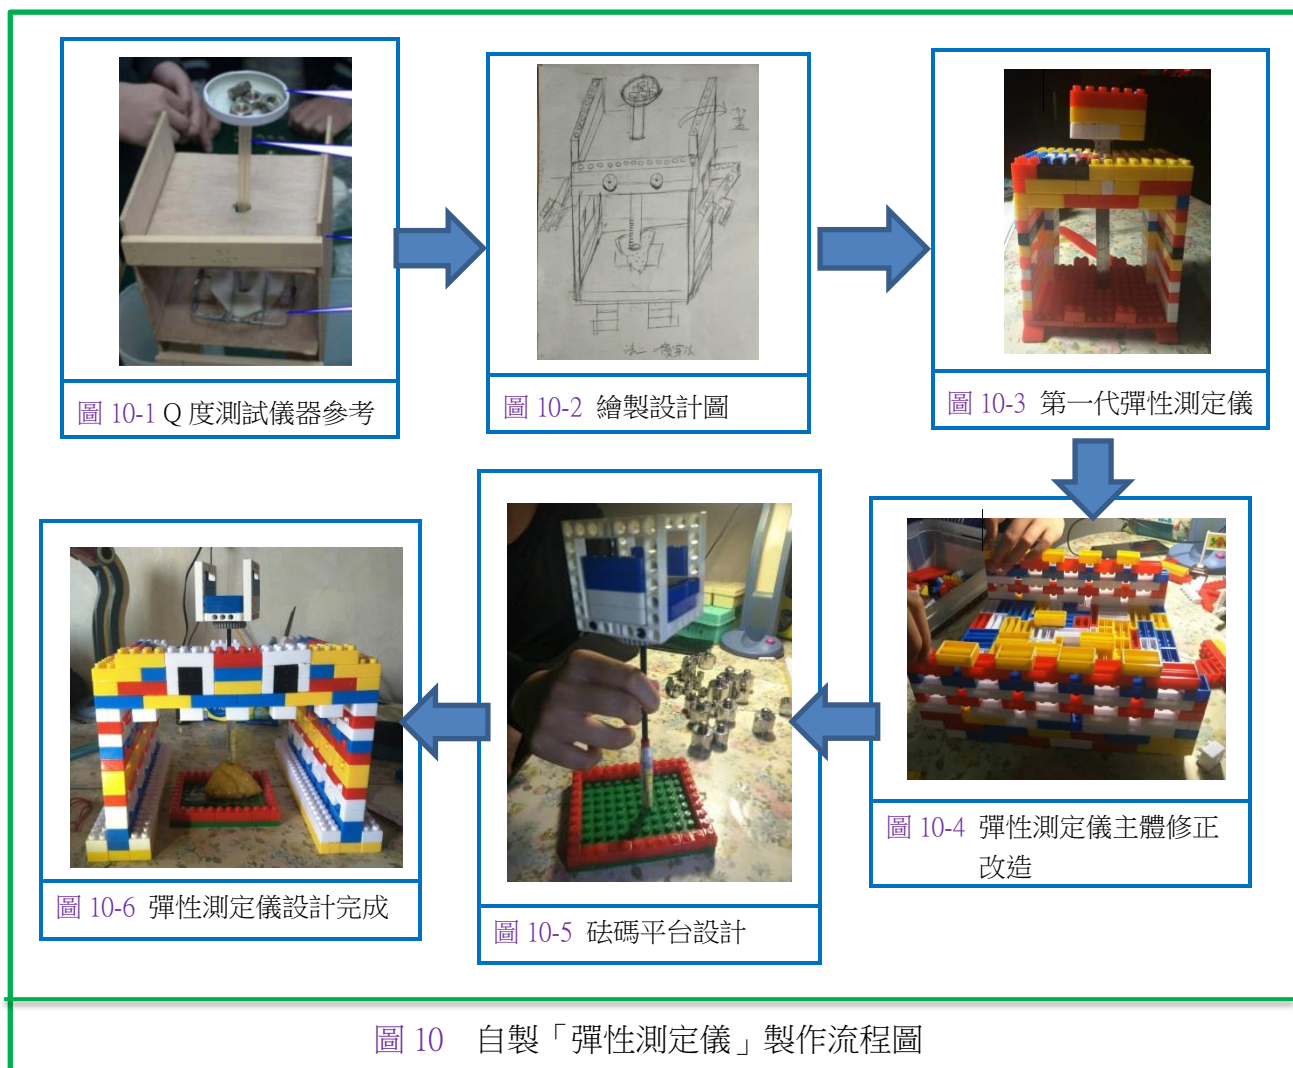 圖 10-1 Q 度測試儀器參考
圖 10-2 繪製設計圖
圖 10-3 第一代彈性測定儀
圖 10-4 彈性測定儀主體修正
改造
圖 10-5 砝碼平台設計
圖 10-6 彈性測定儀設計完成
圖 10 自製「彈性測定儀」製作流程圖